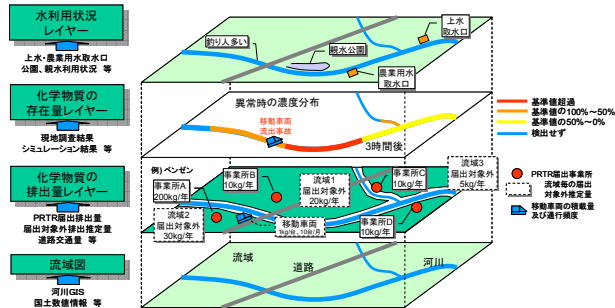 水利用状況
レイヤー
上水・農業用水取水口
公園、親水利用状況 等
釣り人多い
親水公園
上水
取水口
農業用水
取水口
化学物質の
存在量レイヤー
現地調査結果
シミュレーション結果 等
異常時の濃度分布
移動車両
流出事故
3時間後
基準値超過
基準値の100%~50%
基準値の50%~0%
検出せず
化学物質の
排出量レイヤー
PRTR届出排出量
届出対象外排出推定量
道路交通量 等
例) ベンゼン
事業所A
200kg/年
事業所B
10kg/年
流域1
届出対象外
20kg/年
事業所C
10kg/年
流域3
届出対象外
5kg/年
流域2
届出対象外
30kg/年
移動車両
1kg/台、10台/月
事業所D
10kg/年
PRTR届出事業所
流域毎の届出
対象外推定量
移動車両の積載量
及び通行頻度
流域図
河川GIS
国土数値情報 等
流域
道路
河川